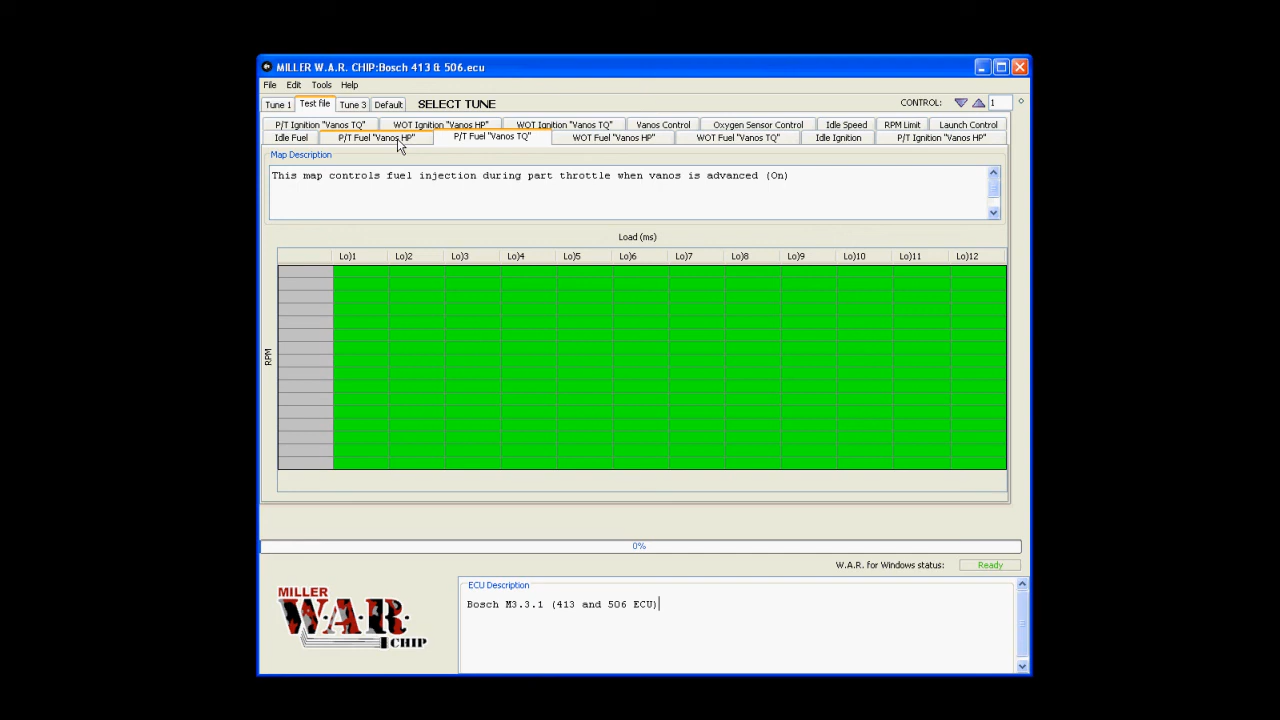 MILLER W.A.R. CHIP:Bosch 413 & 506.ecu
File Edit Tools Help
Tune 1 Test file Tune 3 Default SELECT TUNE CONTROL: 1
P/T Ignition "Vanos TQ" WOT Ignition "Vanos HP" WOT Ignition "Vanos TQ" Vanos Control Oxygen Sensor Control Idle Speed RPM Limit Launch Control
Idle Fuel P/T Fuel "Vanos HP" P/T Fuel "Vanos TQ" WOT Fuel "Vanos HP" WOT Fuel "Vanos TQ" Idle Ignition P/T Ignition "Vanos HP"
Map Description
This map controls fuel injection during part throttle when vanos is advanced (On)
Load (ms)
Lo)1 Lo)2 Lo)3 Lo)4 Lo)5 Lo)6 Lo)7 Lo)8 Lo)9 Lo)10 Lo)11 Lo)12
RPM
0%
W.A.R. for Windows status: Ready
ECU Description
Bosch M3.3.1 (413 and 506 ECU)
MILLER
W.A.R.
CHIP